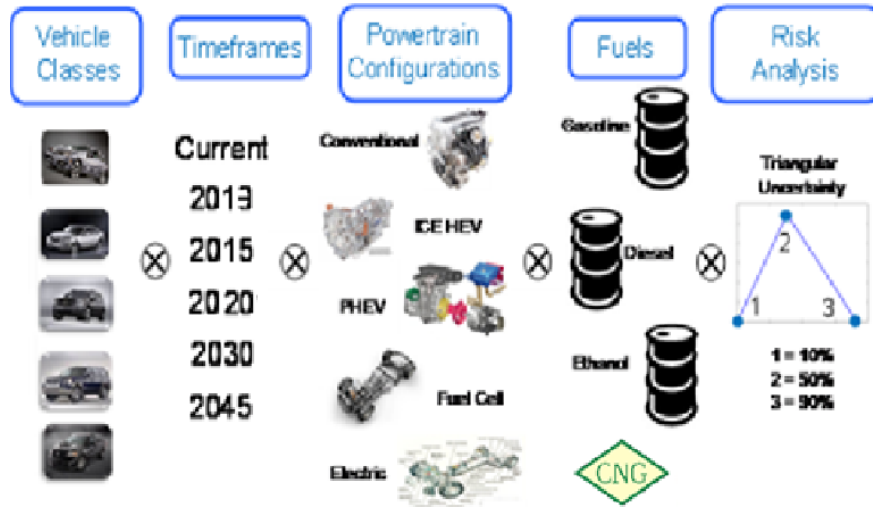 Vehicle
Classes
Timeframes
Powertrain
Configurations
Fuels
Risk
Analysis
Current
2013
2015
2020
2030
2045
Conventional
ICE HEV
PHEV
Fuel Cell
Electric
Gasoline
Diesel
Ethanol
CNG
Triangular
Uncertainty
1
2
3
1 = 10%
2 = 50%
3 = 90%